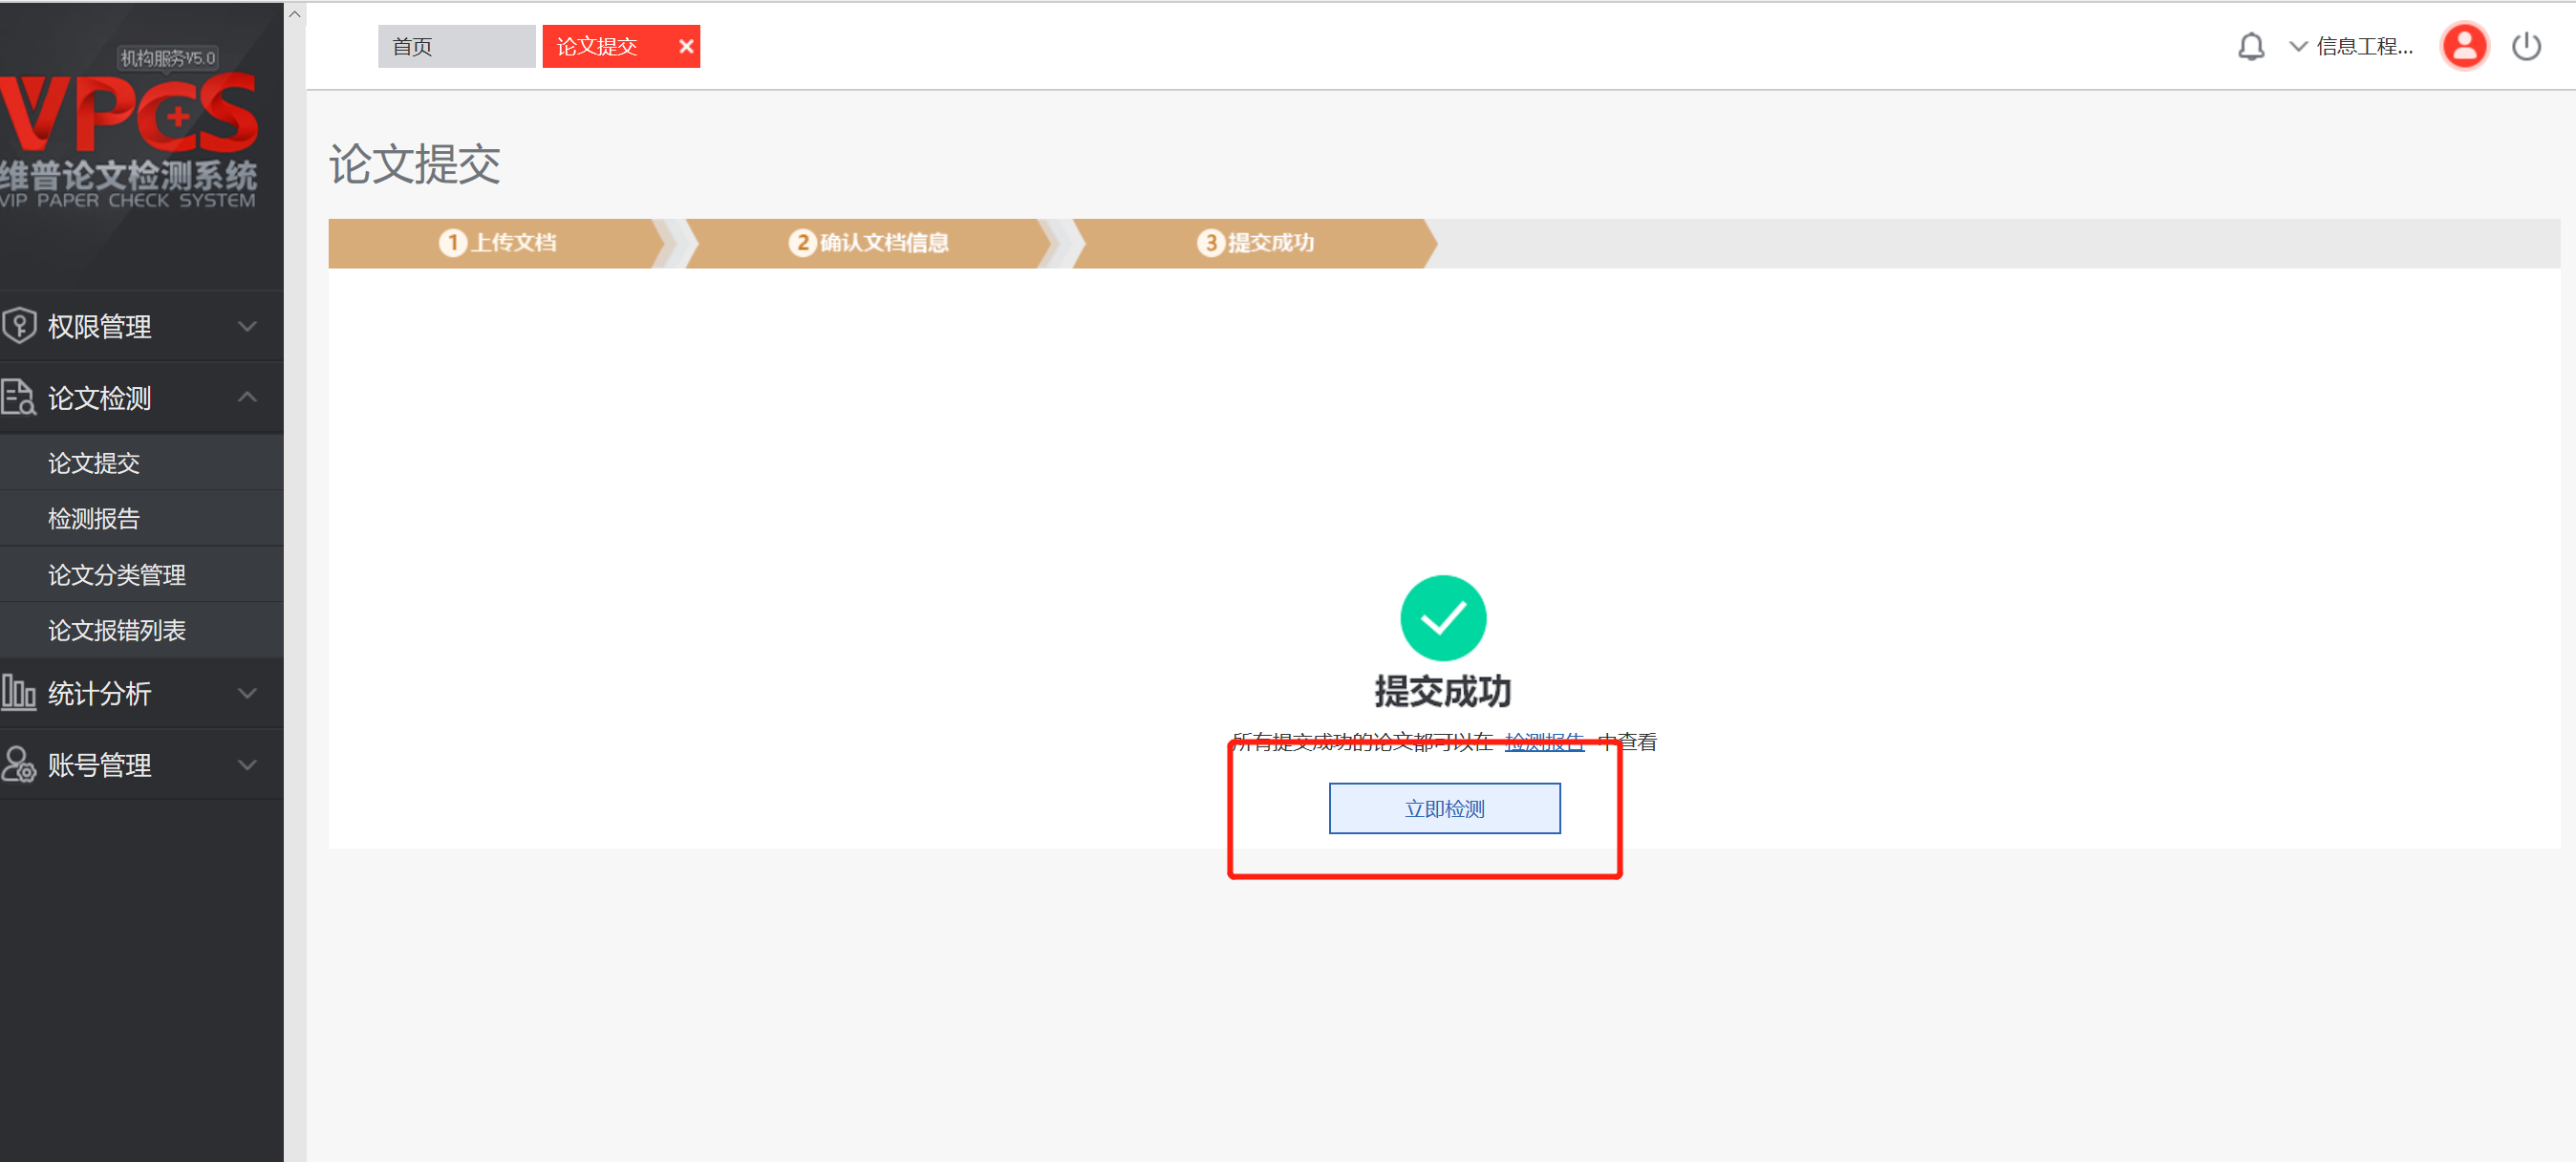 机构服务V5.0
VPCS
维普论文检测系统
VIP PAPER CHECK SYSTEM
首页
论文提交
信息工程...
权限管理
论文检测
论文提交
检测报告
论文分类管理
论文报错列表
统计分析
账号管理
论文提交
1 上传文档
2 确认文档信息
3 提交成功
提交成功
所有提交成功的论文都可以在 检测报告 中查看
立即检测